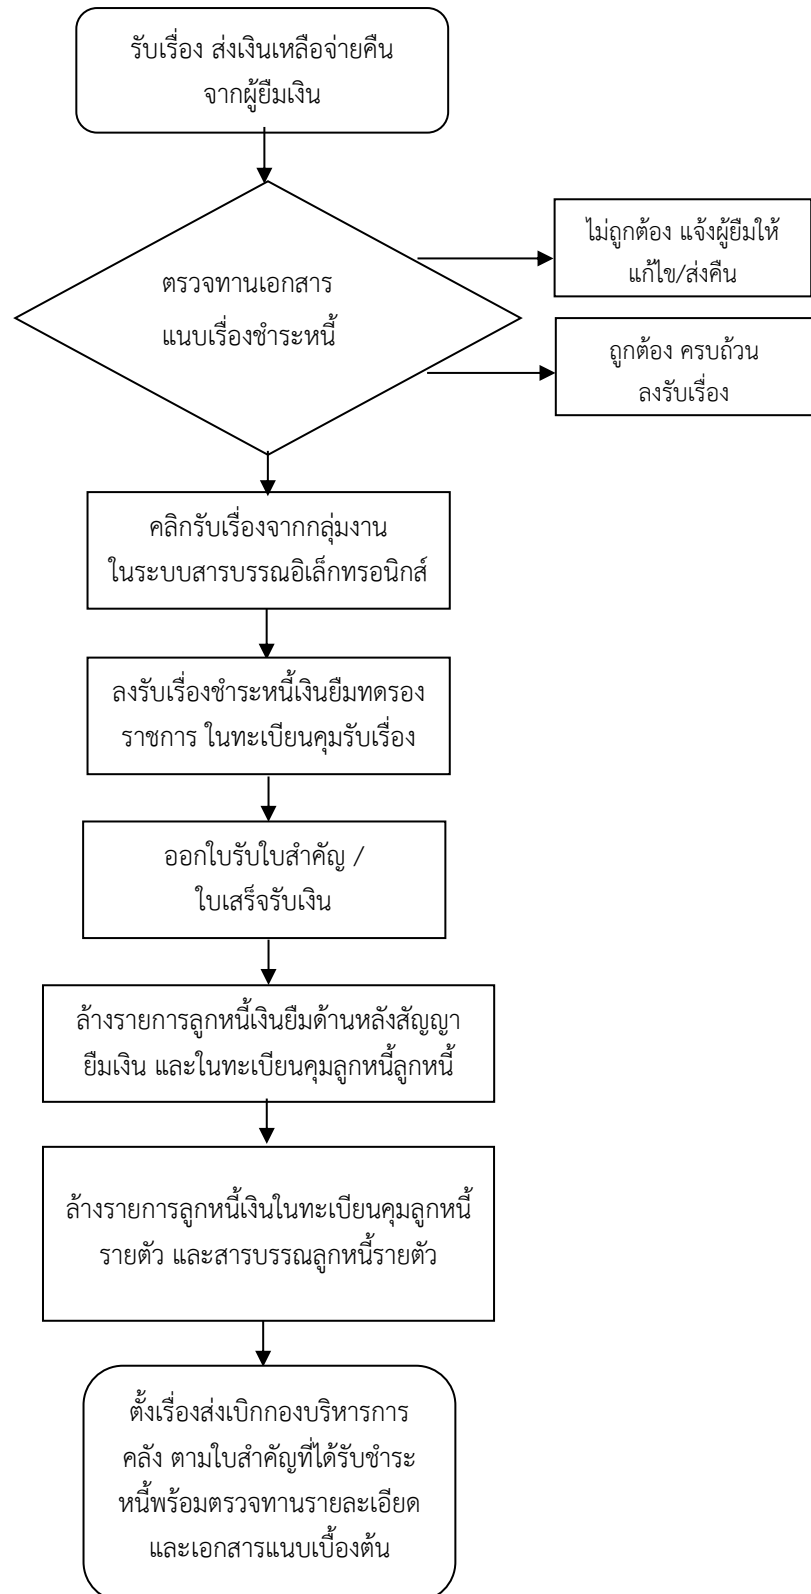 รับเรื่อง ส่งเงินเหลือจ่ายคืน
จากผู้ยืมเงิน
ตรวจทานเอกสาร
แนบเรื่องชำระหนี้
ไม่ถูกต้อง แจ้งผู้ยืมให้
แก้ไข/ส่งคืน
ถูกต้อง ครบถ้วน
ลงรับเรื่อง
คลิกรับเรื่องจากกลุ่มงาน
ในระบบสารบรรณอิเล็กทรอนิกส์
ลงรับเรื่องชำระหนี้เงินยืมทดรอง
ราชการ ในทะเบียนคุมรับเรื่อง
ออกใบรับใบสำคัญ /
ใบเสร็จรับเงิน
ล้างรายการลูกหนี้เงินยืมด้านหลังสัญญา
ยืมเงิน และในทะเบียนคุมลูกหนี้ลูกหนี้
ล้างรายการลูกหนี้เงินในทะเบียนคุมลูกหนี้
รายตัว และสารบรรณลูกหนี้รายตัว
ตั้งเรื่องส่งเบิกกองบริหารการ
คลัง ตามใบสำคัญที่ได้รับชำระ
หนี้พร้อมตรวจทานรายละเอียด
และเอกสารแนบเบื้องต้น